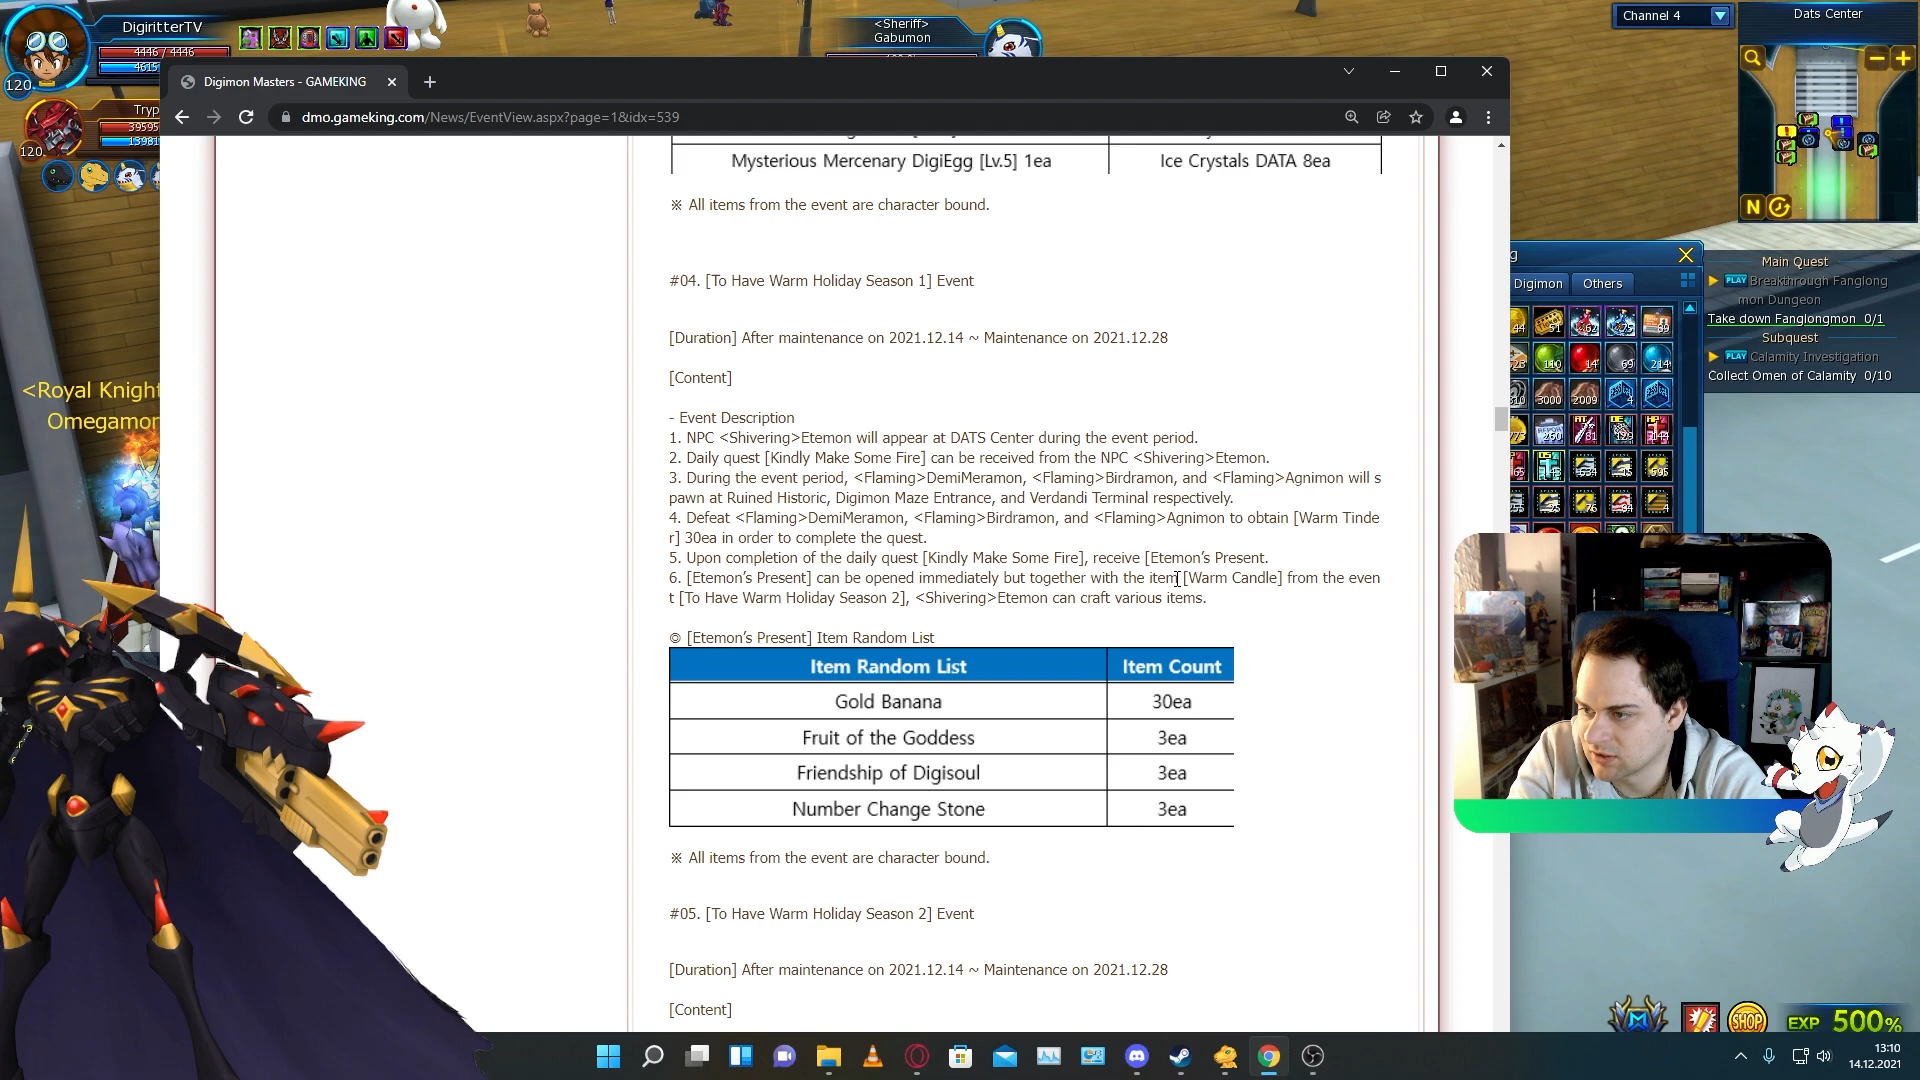 DigiritterTV
4446 / 4446
4615
120
Tryp
39595
13981
120
<Sheriff>
Gabumon
Channel 4
Dats Center
N
Digimon Masters - GAMEKING
dmo.gameking.com/News/EventView.aspx?page=1&idx=539
Mysterious Mercenary DigiEgg [Lv.5] 1ea
Ice Crystals DATA 8ea
※ All items from the event are character bound.
#04. [To Have Warm Holiday Season 1] Event
[Duration] After maintenance on 2021.12.14 ~ Maintenance on 2021.12.28
[Content]
- Event Description
1. NPC <Shivering>Etemon will appear at DATS Center during the event period.
2. Daily quest [Kindly Make Some Fire] can be received from the NPC <Shivering>Etemon.
3. During the event period, <Flaming>DemiMeramon, <Flaming>Birdramon, and <Flaming>Agnimon will s
pawn at Ruined Historic, Digimon Maze Entrance, and Verdandi Terminal respectively.
4. Defeat <Flaming>DemiMeramon, <Flaming>Birdramon, and <Flaming>Agnimon to obtain [Warm Tinde
r] 30ea in order to complete the quest.
5. Upon completion of the daily quest [Kindly Make Some Fire], receive [Etemon’s Present.
6. [Etemon’s Present] can be opened immediately but together with the item [Warm Candle] from the even
t [To Have Warm Holiday Season 2], <Shivering>Etemon can craft various items.
◎ [Etemon’s Present] Item Random List
Item Random List
Item Count
Gold Banana
30ea
Fruit of the Goddess
3ea
Friendship of Digisoul
3ea
Number Change Stone
3ea
※ All items from the event are character bound.
#05. [To Have Warm Holiday Season 2] Event
[Duration] After maintenance on 2021.12.14 ~ Maintenance on 2021.12.28
[Content]
<Royal Knight
Omegamon
g
Digimon
Others
Main Quest
PLAY Breakthrough Fanglong
mon Dungeon
Take down Fanglongmon 0/1
Subquest
PLAY Calamity Investigation
Collect Omen of Calamity 0/10
SHOP
EXP 500%
13:10
14.12.2021